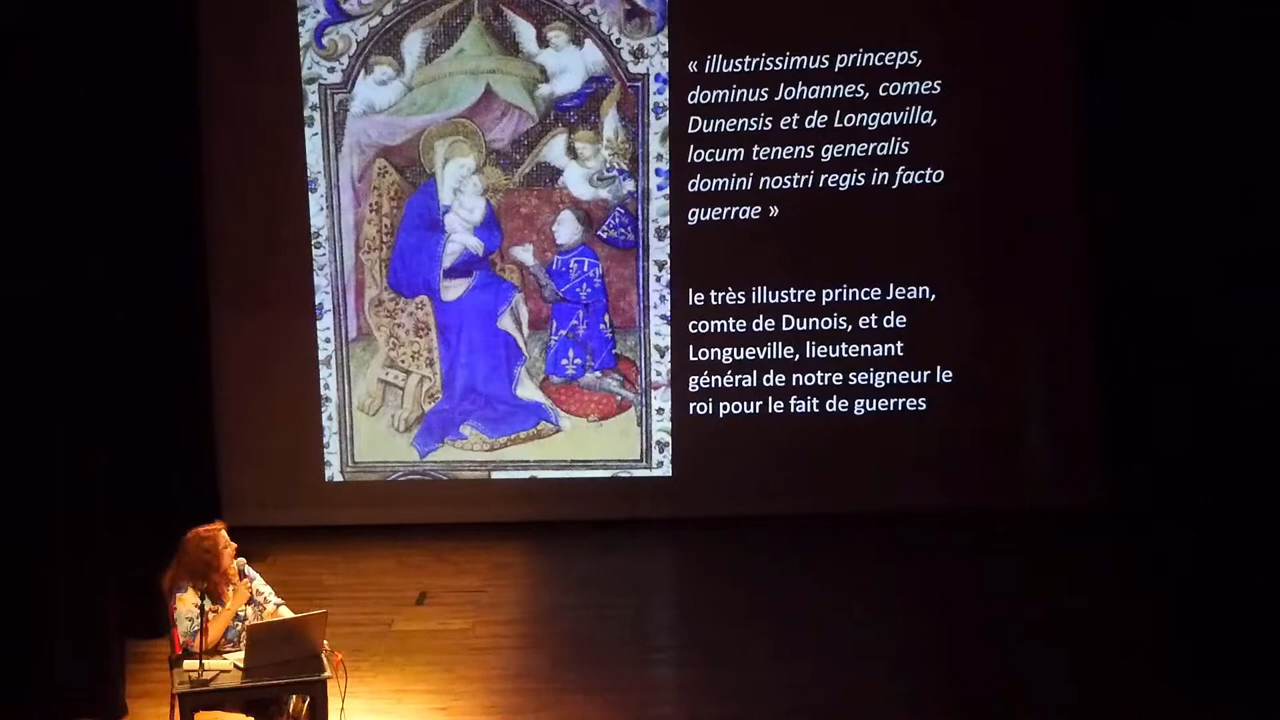 « illustrissimus princeps,
dominus Johannes, comes
Dunensis et de Longavilla,
locum tenens generalis
domini nostri regis in facto
guerrae »
le très illustre prince Jean,
comte de Dunois, et de
Longueville, lieutenant
général de notre seigneur le
roi pour le fait de guerres